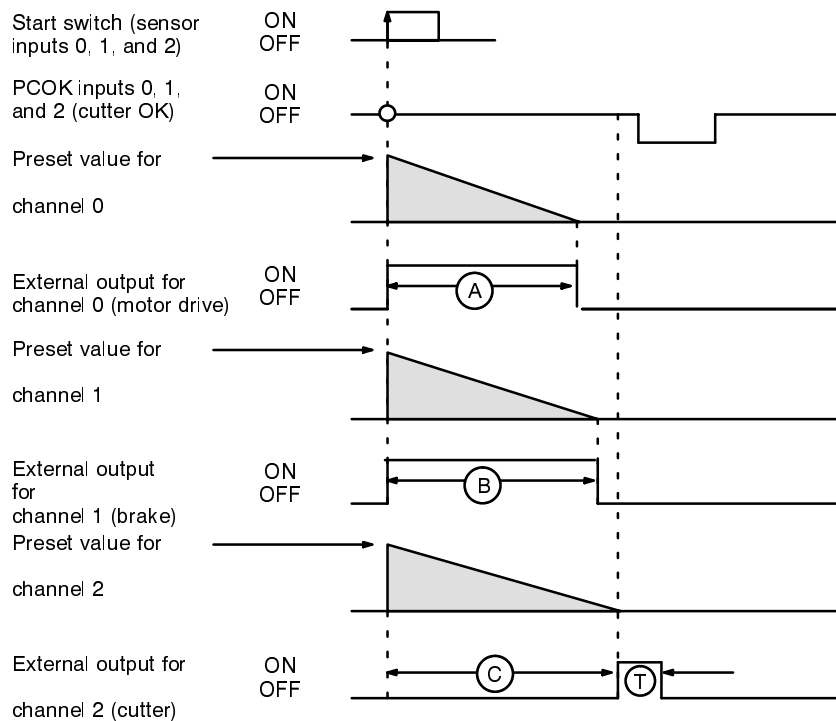 Start switch (sensor
inputs 0, 1, and 2)
ON
OFF
PCOK inputs 0, 1,
and 2 (cutter OK)
ON
OFF
Preset value for
channel 0
External output for
channel 0 (motor drive)
ON
OFF
A
Preset value for
channel 1
External output
for
channel 1 (brake)
ON
OFF
B
Preset value for
channel 2
External output for
channel 2 (cutter)
ON
OFF
C
T